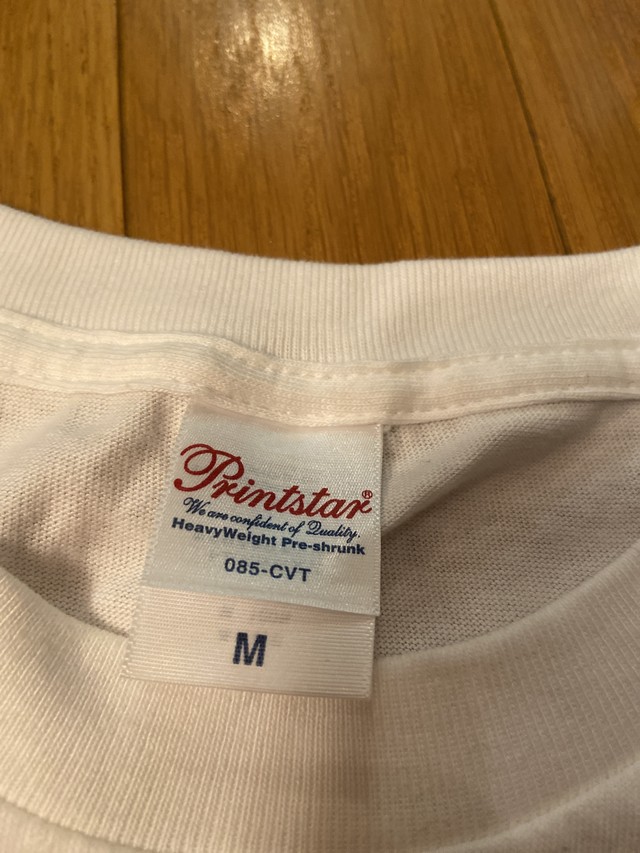 Printstar®
We are confident of Quality.
HeavyWeight Pre-shrunk
085-CVT
M